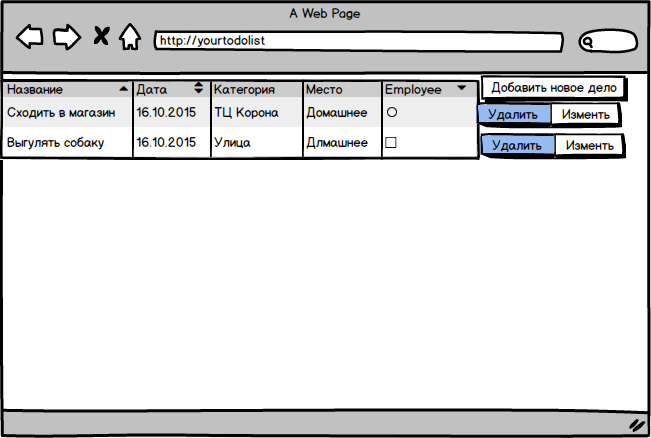 A Web Page
http://yourtodolist
Название Дата Категория Место Employee Добавить новое дело
Сходить в магазин 16.10.2015 ТЦ Корона Домашнее Удалить Изменть
Выгулять собаку 16.10.2015 Улица Длмашнее Удалить Изменть